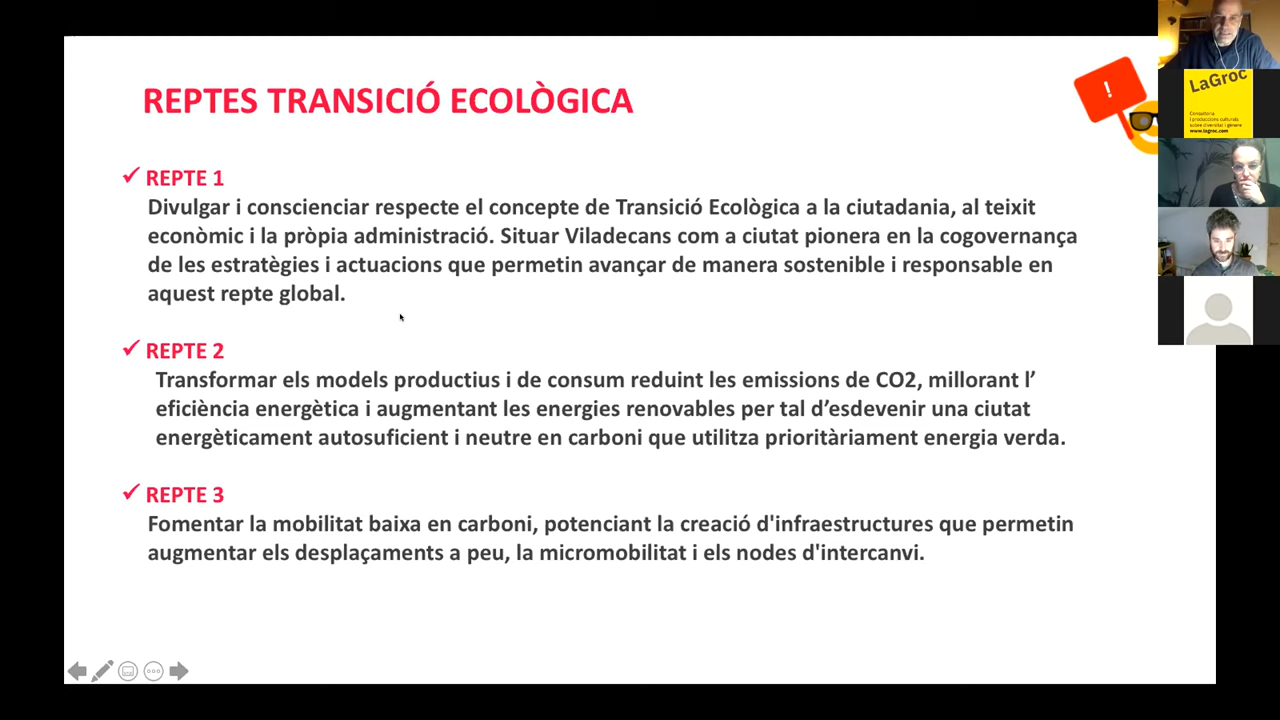 REPTES TRANSICIÓ ECOLÒGICA
!
REPTE 1
Divulgar i conscienciar respecte el concepte de Transició Ecològica a la ciutadania, al teixit
econòmic i la pròpia administració. Situar Viladecans com a ciutat pionera en la cogovernança
de les estratègies i actuacions que permetin avançar de manera sostenible i responsable en
aquest repte global.
REPTE 2
Transformar els models productius i de consum reduint les emissions de CO2, millorant l’
eficiència energètica i augmentant les energies renovables per tal d’esdevenir una ciutat
energèticament autosuficient i neutre en carboni que utilitza prioritàriament energia verda.
REPTE 3
Fomentar la mobilitat baixa en carboni, potenciant la creació d'infraestructures que permetin
augmentar els desplaçaments a peu, la micromobilitat i els nodes d'intercanvi.
LaGroc
Consultoria
i produccions culturals
sobre diversitat i gènere
www.lagroc.com